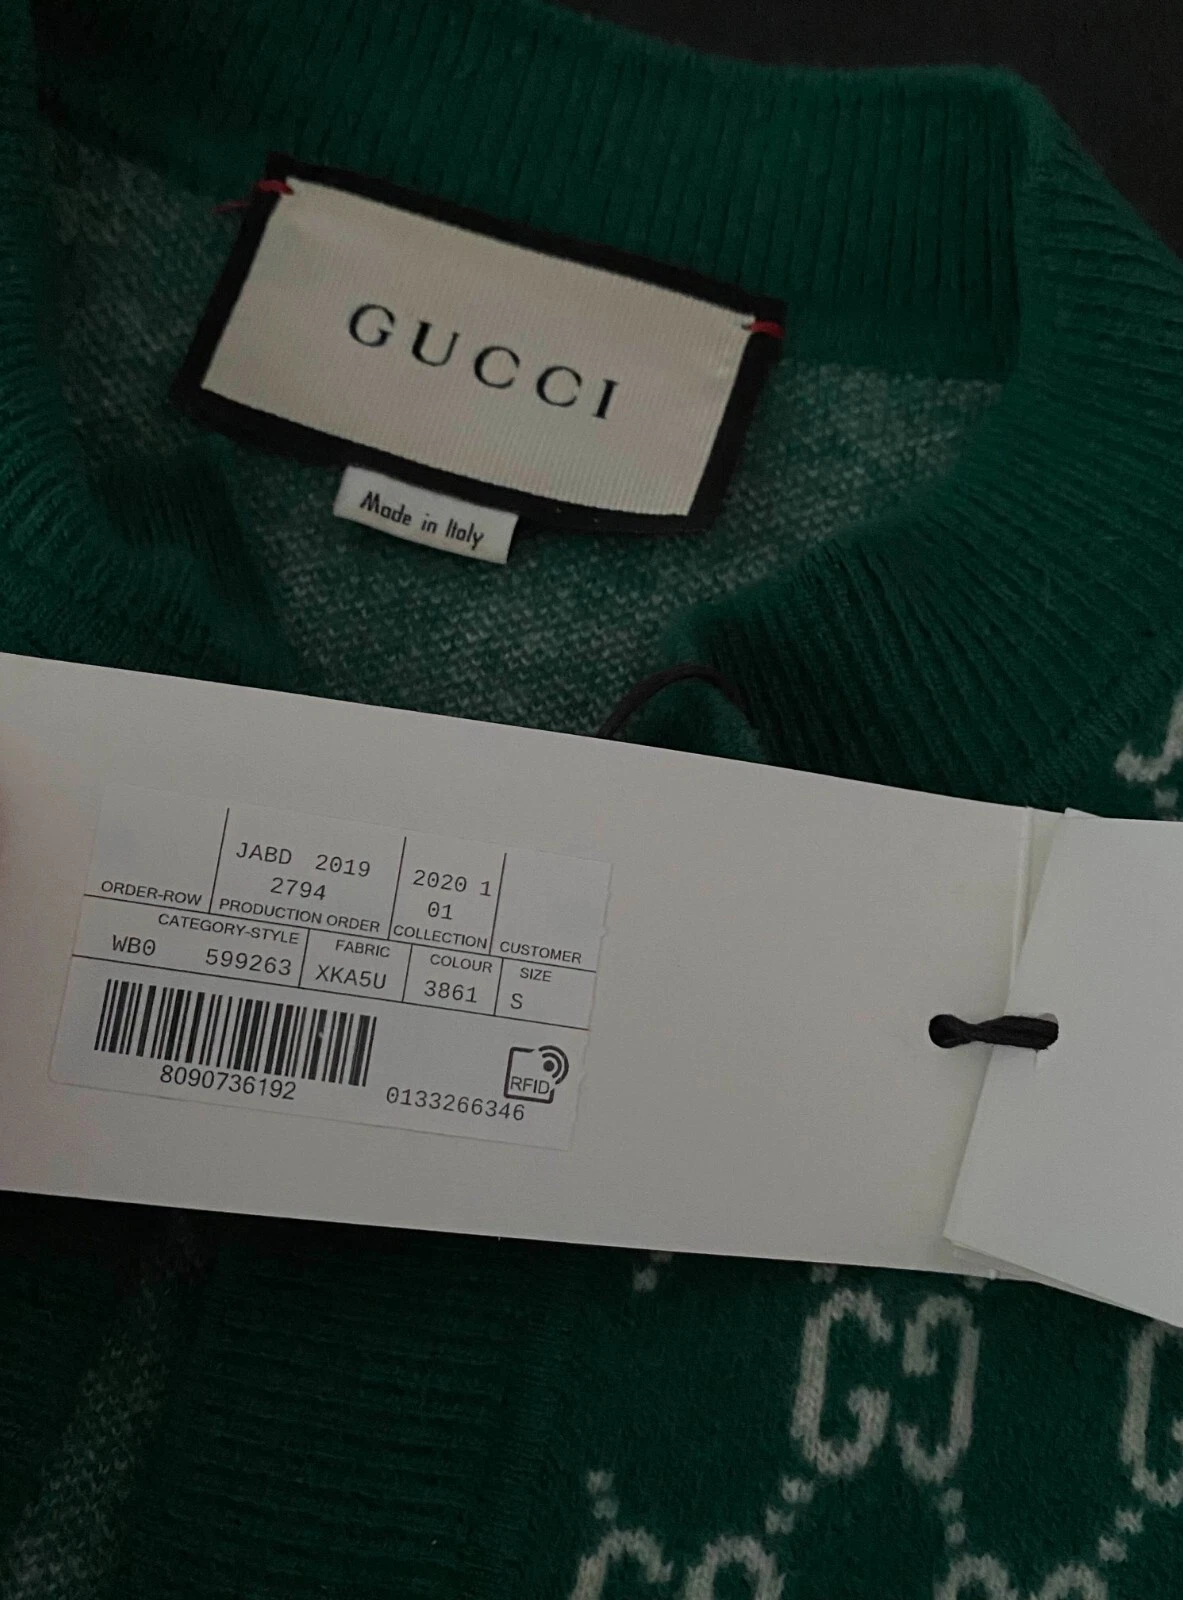 GUCCI
Made in Italy
JABD 2019
2794
2020 1
01
ORDER-ROW
PRODUCTION ORDER
COLLECTION
CUSTOMER
CATEGORY-STYLE
FABRIC
COLOUR
SIZE
WB0 599263
XKA5U
3861
S
8090736192
RFID
0133266346
GG